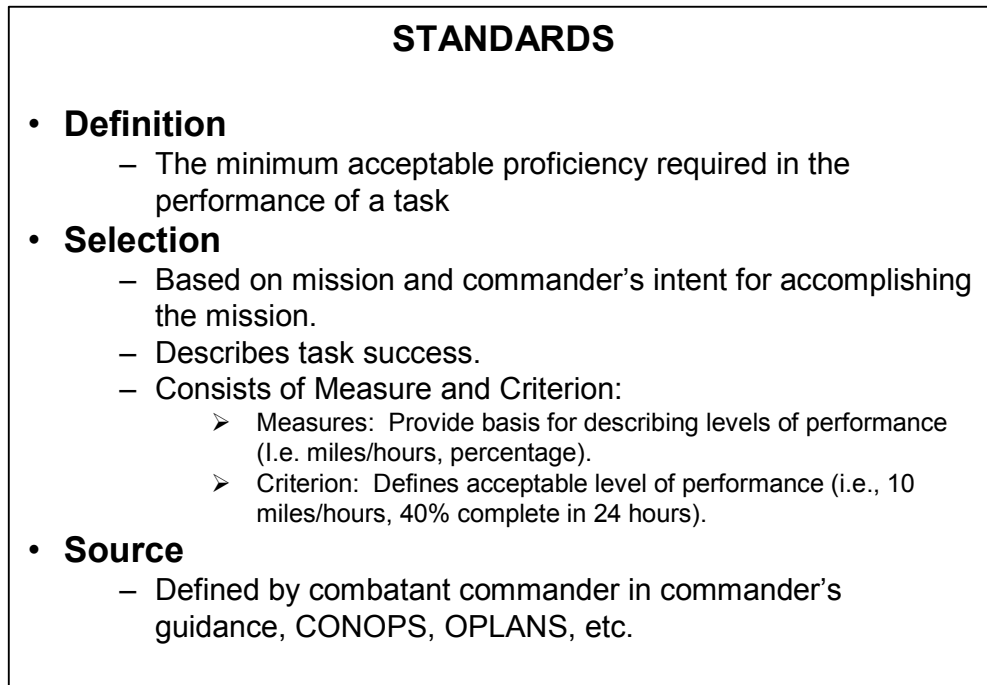 STANDARDS
• Definition
– The minimum acceptable proficiency required in the
performance of a task
• Selection
– Based on mission and commander’s intent for accomplishing
the mission.
– Describes task success.
– Consists of Measure and Criterion:
➢ Measures: Provide basis for describing levels of performance
(I.e. miles/hours, percentage).
➢ Criterion: Defines acceptable level of performance (i.e., 10
miles/hours, 40% complete in 24 hours).
• Source
– Defined by combatant commander in commander’s
guidance, CONOPS, OPLANS, etc.